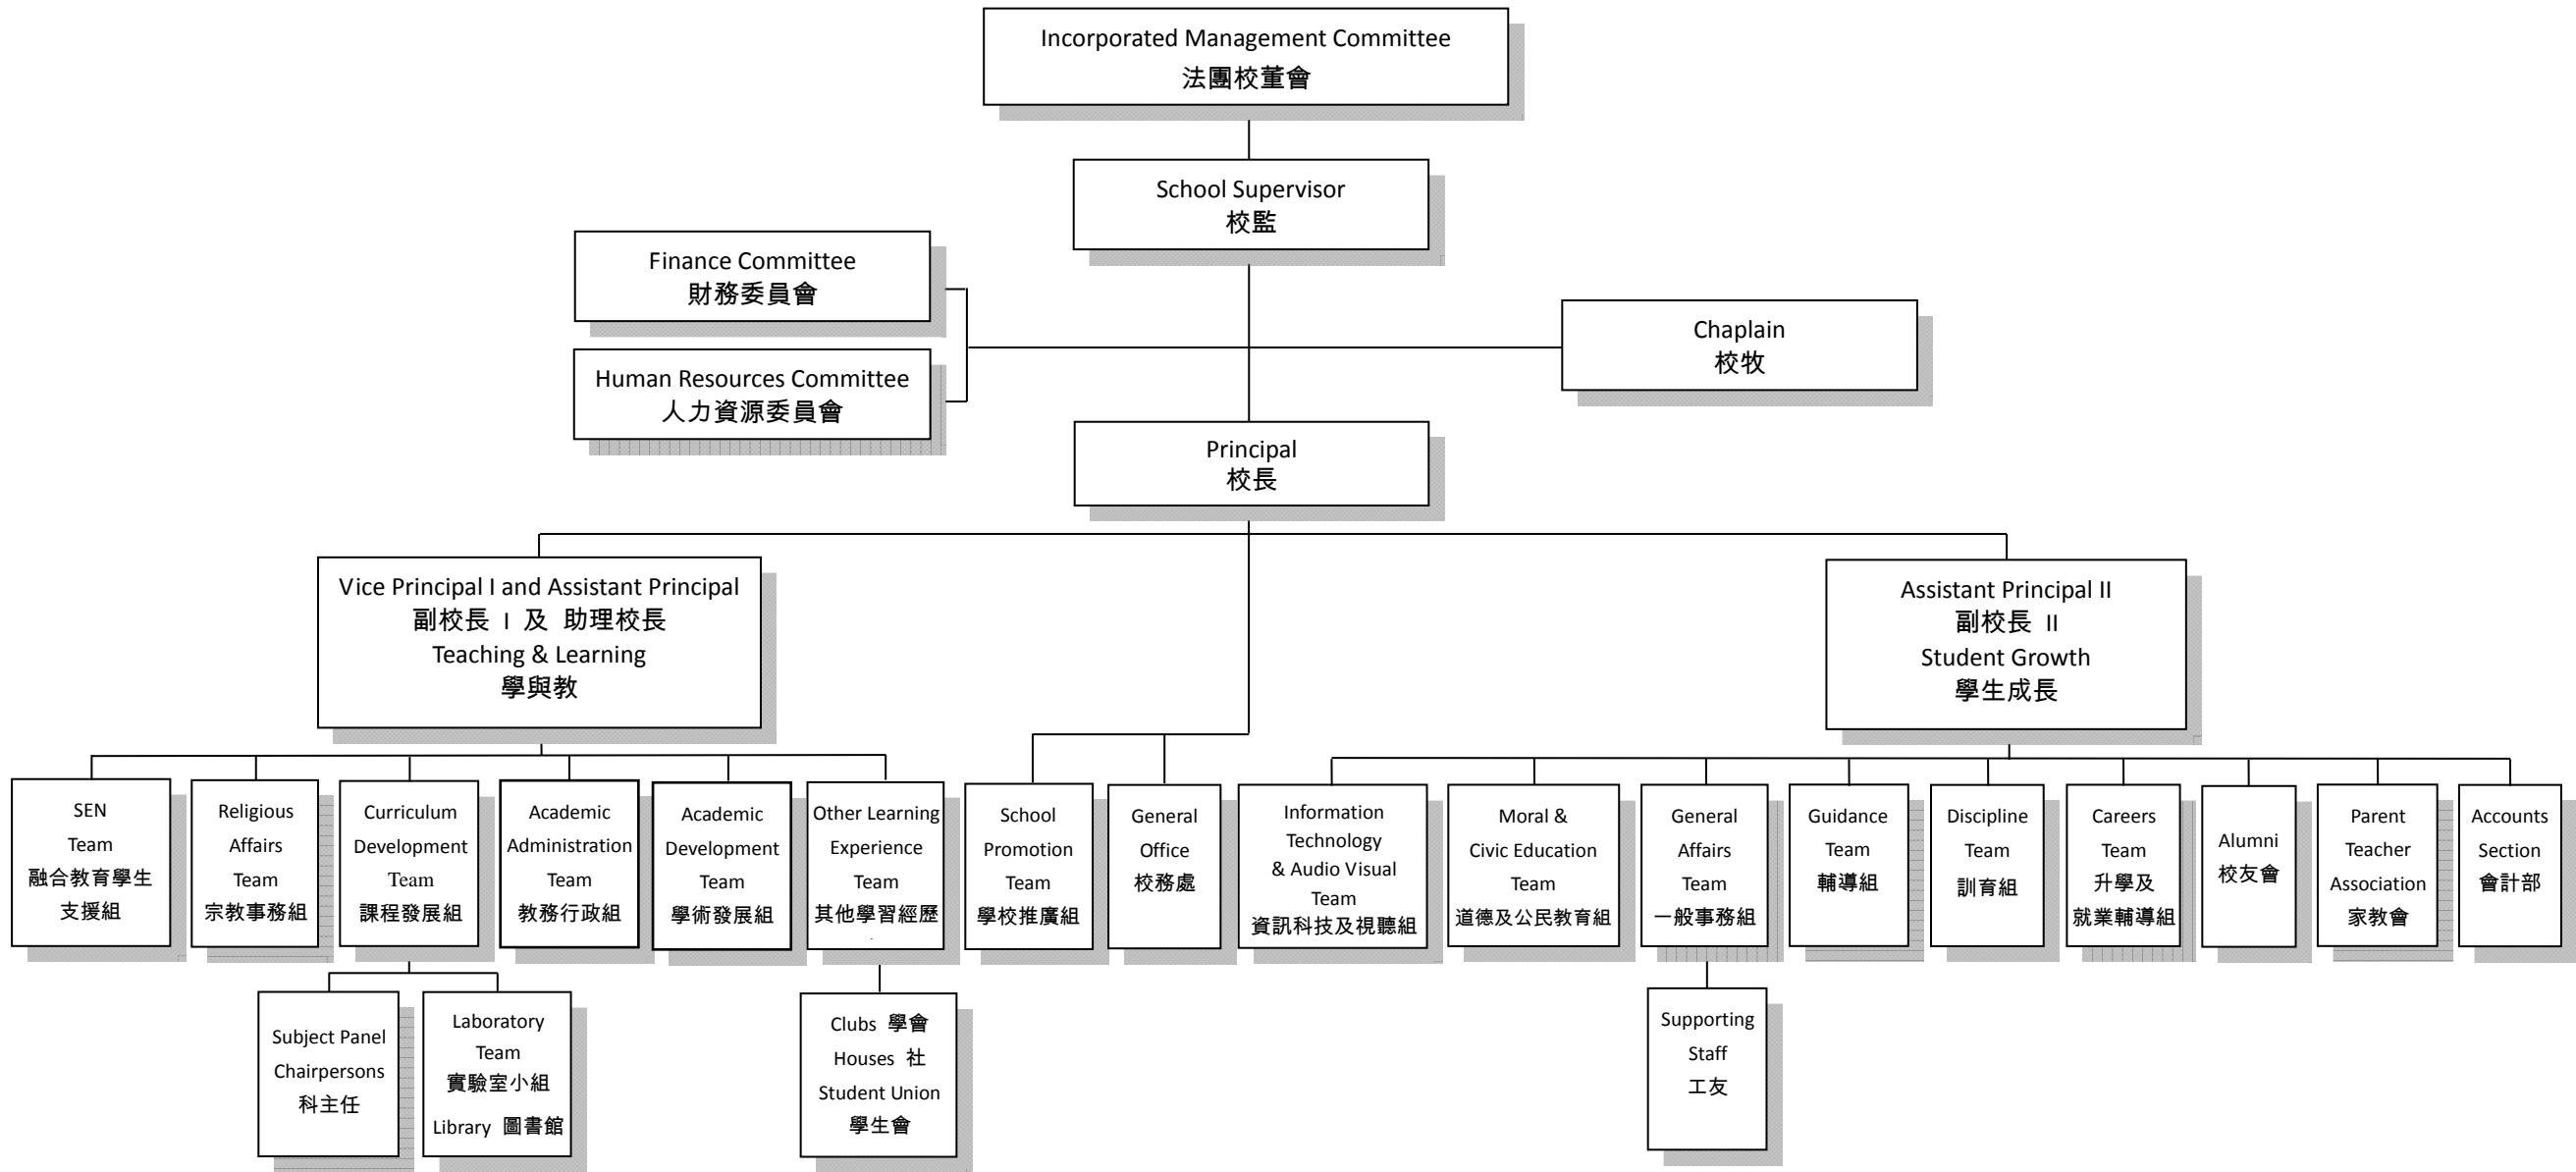 Incorporated Management Committee
法團校董會
School Supervisor
校監
Finance Committee
財務委員會
Human Resources Committee
人力資源委員會
Chaplain
校牧
Principal
校長
Vice Principal I and Assistant Principal
副校長 I 及 助理校長
Teaching & Learning
學與教
Assistant Principal II
副校長 II
Student Growth
學生成長
SEN
Team
融合教育學生
支援組
Religious
Affairs
Team
宗教事務組
Curriculum
Development
Team
課程發展組
Academic
Administration
Team
教務行政組
Academic
Development
Team
學術發展組
Other Learning
Experience
Team
其他學習經歷
School
Promotion
Team
學校推廣組
General
Office
校務處
Information
Technology
& Audio Visual
Team
資訊科技及視聽組
Moral &
Civic Education
Team
道德及公民教育組
General
Affairs
Team
一般事務組
Guidance
Team
輔導組
Discipline
Team
訓育組
Careers
Team
升學及
就業輔導組
Alumni
校友會
Parent
Teacher
Association
家教會
Accounts
Section
會計部
Subject Panel
Chairpersons
科主任
Laboratory
Team
實驗室小組
Library 圖書館
Clubs 學會
Houses 社
Student Union
學生會
Supporting
Staff
工友